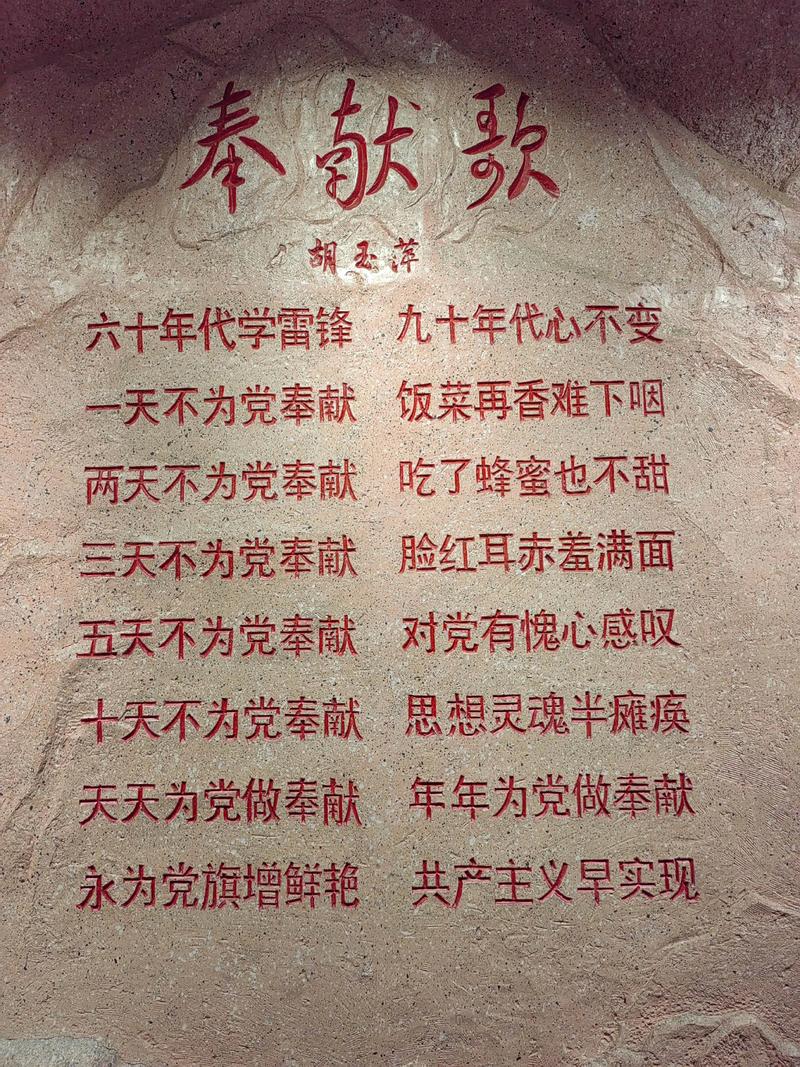 奉献歌
胡玉萍
六十年代学雷锋 九十年代心不变
一天不为党奉献 饭菜再香难下咽
两天不为党奉献 吃了蜂蜜也不甜
三天不为党奉献 脸红耳赤羞满面
五天不为党奉献 对党有愧心感叹
十天不为党奉献 思想灵魂半瘫痪
天天为党做奉献 年年为党做奉献
永为党旗增鲜艳 共产主义早实现